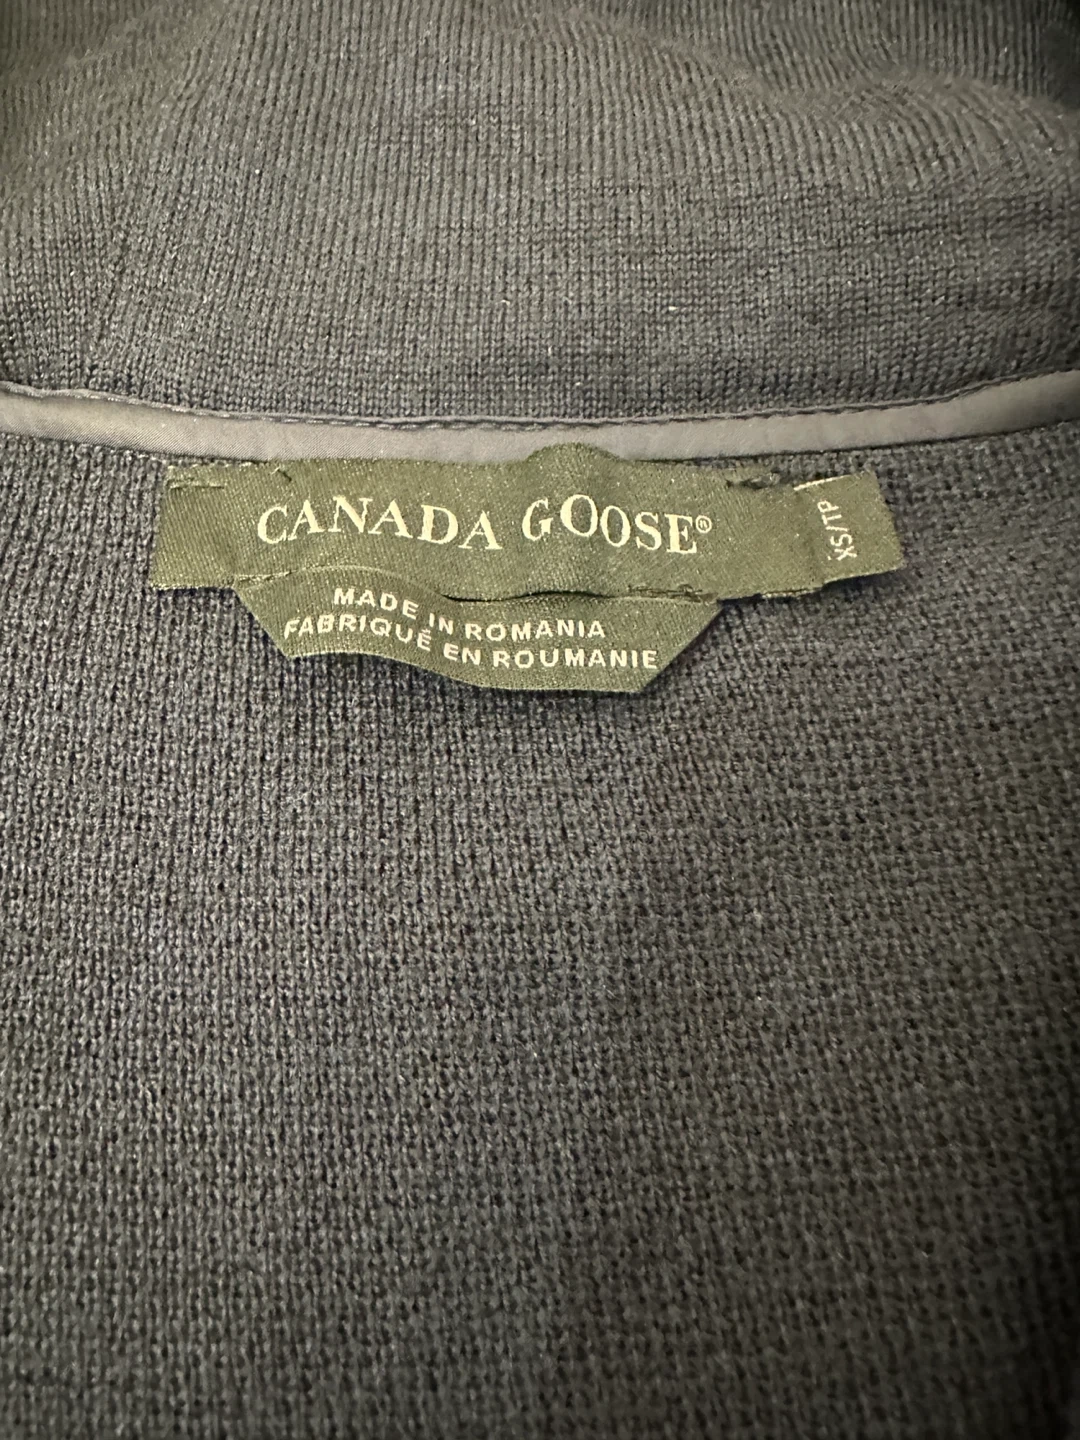 CANADA GOOSE®
XS/TP
MADE IN ROMANIA
FABRIQUÉ EN ROUMANIE